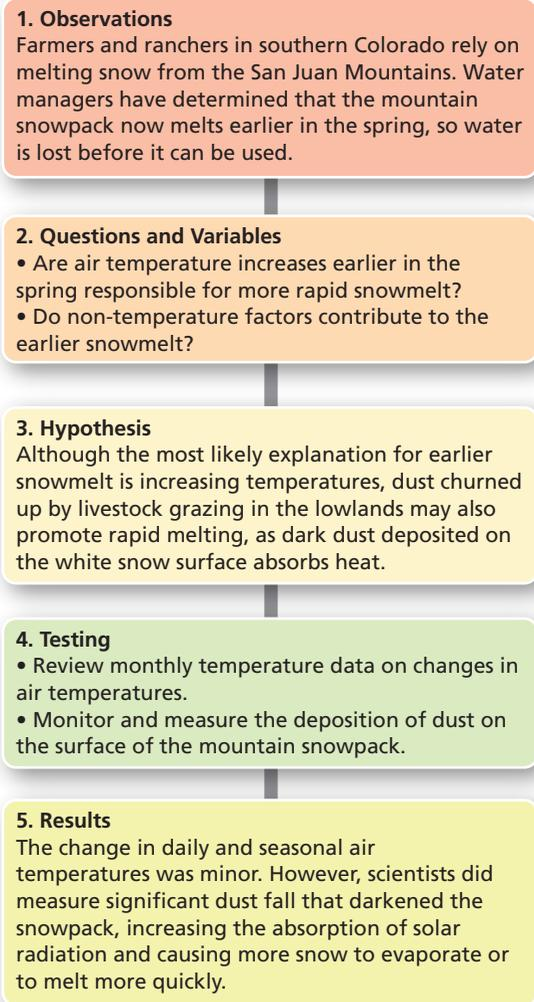 1. Observations
Farmers and ranchers in southern Colorado rely on
melting snow from the San Juan Mountains. Water
managers have determined that the mountain
snowpack now melts earlier in the spring, so water
is lost before it can be used.
2. Questions and Variables
• Are air temperature increases earlier in the
spring responsible for more rapid snowmelt?
• Do non-temperature factors contribute to the
earlier snowmelt?
3. Hypothesis
Although the most likely explanation for earlier
snowmelt is increasing temperatures, dust churned
up by livestock grazing in the lowlands may also
promote rapid melting, as dark dust deposited on
the white snow surface absorbs heat.
4. Testing
• Review monthly temperature data on changes in
air temperatures.
• Monitor and measure the deposition of dust on
the surface of the mountain snowpack.
5. Results
The change in daily and seasonal air
temperatures was minor. However, scientists did
measure significant dust fall that darkened the
snowpack, increasing the absorption of solar
radiation and causing more snow to evaporate or
to melt more quickly.